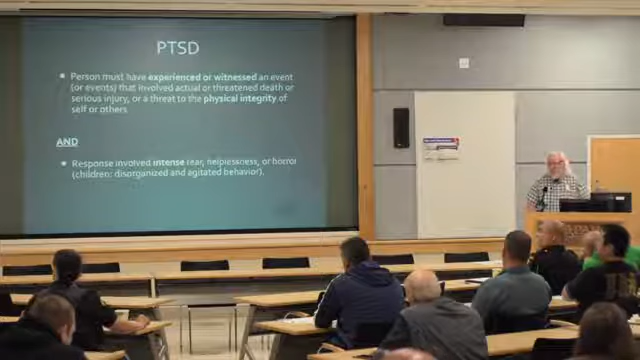 PTSD
▪ Person must have experienced or witnessed an event
(or events) that involved actual or threatened death or
serious injury, or a threat to the physical integrity of
self or others
AND
▪ Response involved intense fear, helplessness, or horror
(children: disorganized and agitated behavior).